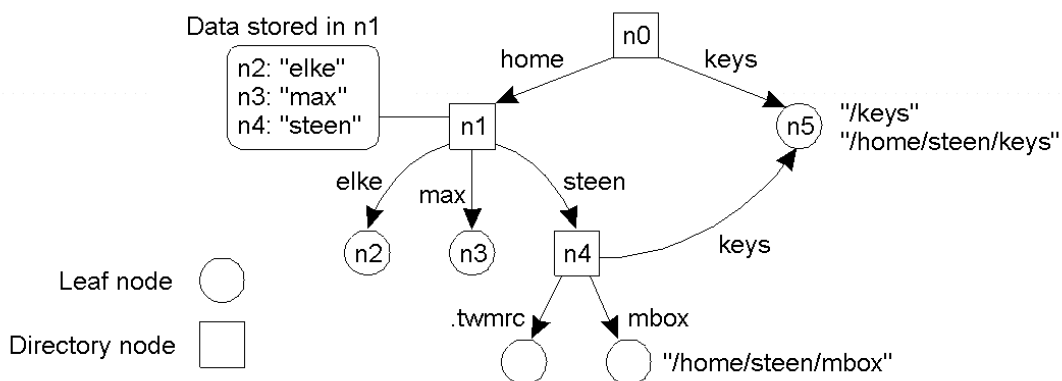 Data stored in n1
n2: "elke"
n3: "max"
n4: "steen"
n0
home
keys
n1
n5
"/keys"
"/home/steen/keys"
elke
max
steen
n2
n3
n4
keys
Leaf node
.twmrc
mbox
Directory node
"/home/steen/mbox"